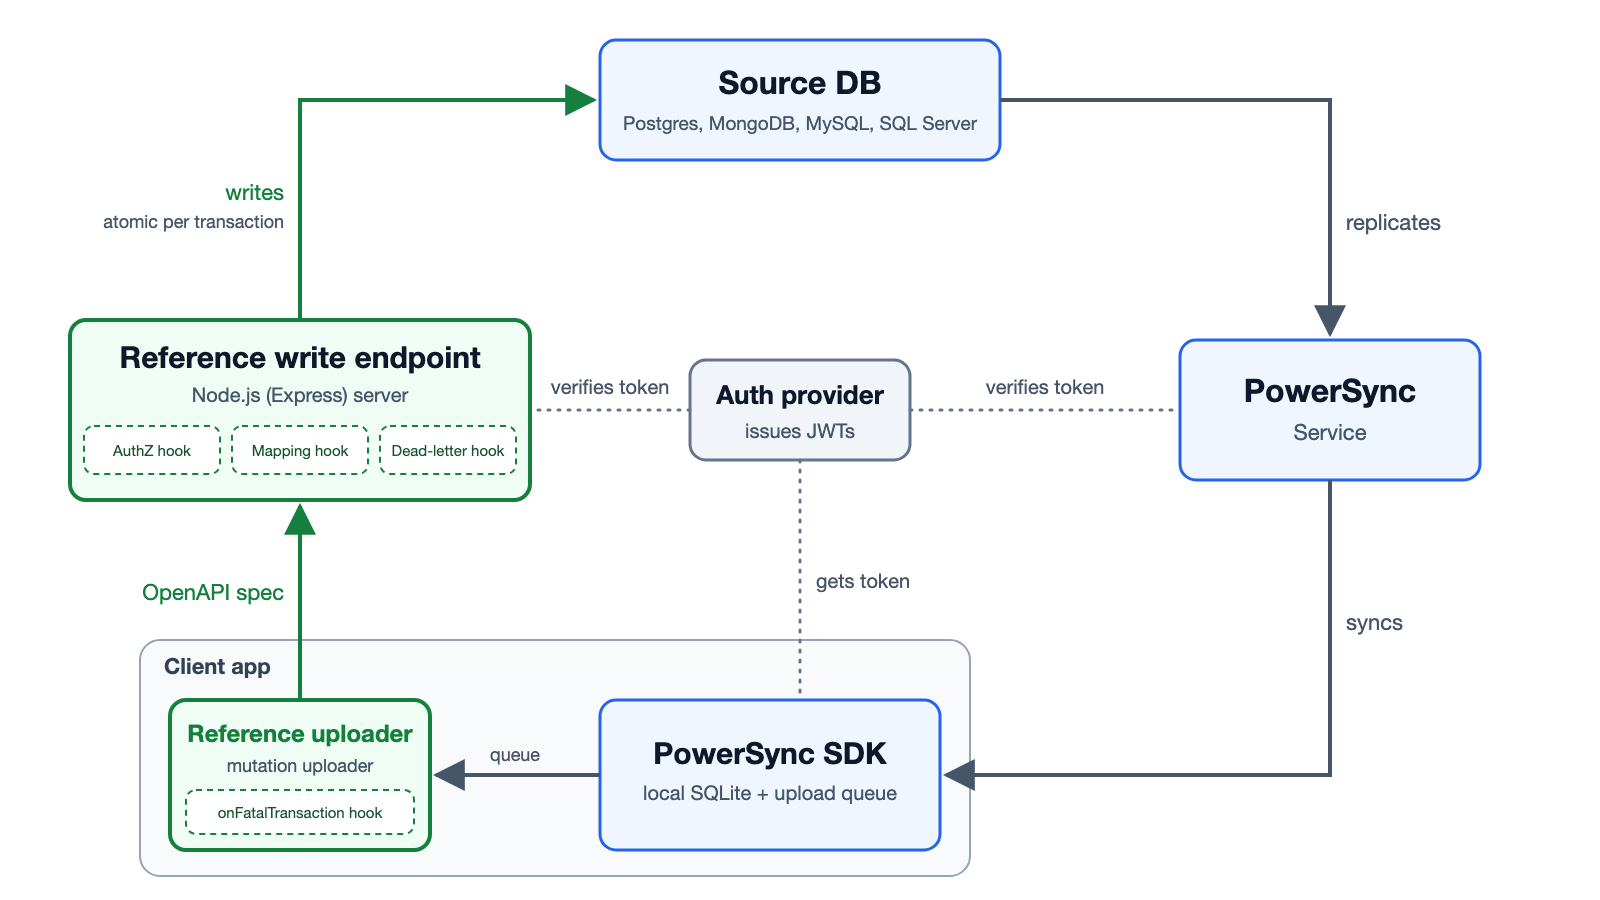 Source DB
Postgres, MongoDB, MySQL, SQL Server
writes
atomic per transaction
replicates
Reference write endpoint
Node.js (Express) server
AuthZ hook
Mapping hook
Dead-letter hook
verifies token
Auth provider
issues JWTs
verifies token
PowerSync
Service
OpenAPI spec
gets token
syncs
Client app
Reference uploader
mutation uploader
onFatalTransaction hook
queue
PowerSync SDK
local SQLite + upload queue